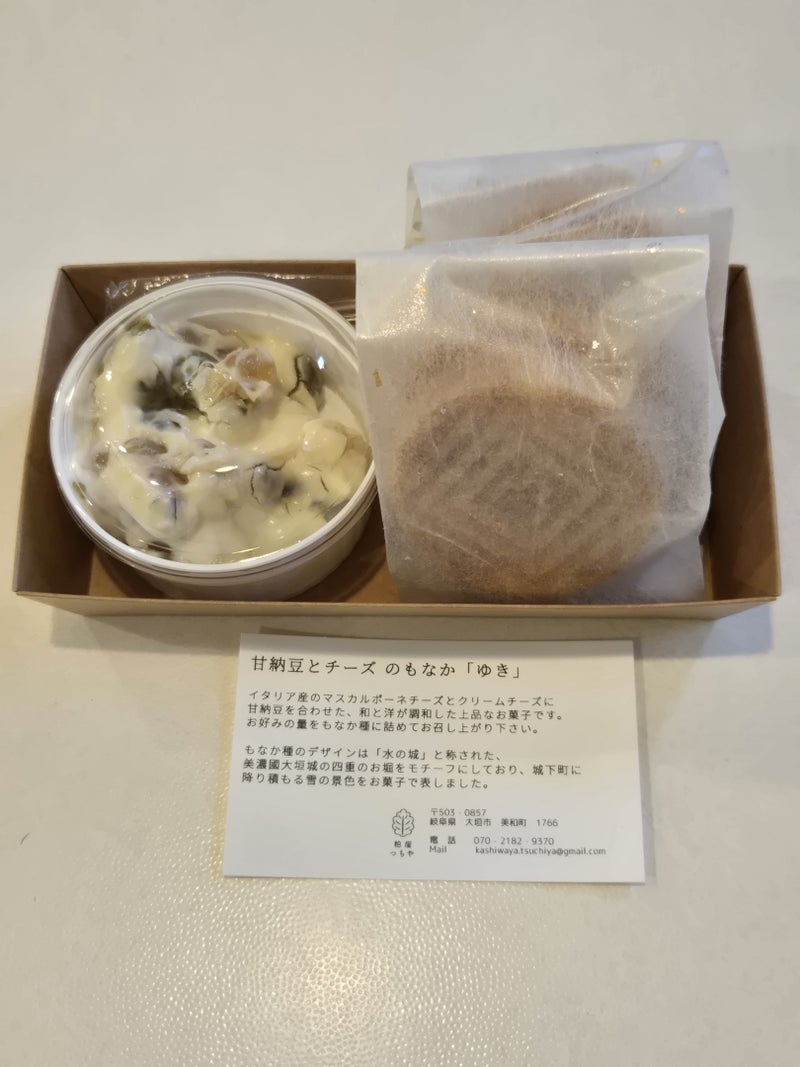 甘納豆とチーズ のもなか「ゆき」
イタリア産のマスカルポーネチーズとクリームチーズに
甘納豆を合わせた、和と洋が調和した上品なお菓子です。
お好みの量をもなか種に詰めてお召し上がり下さい。
もなか種のデザインは「水の城」と称された、
美濃國大垣城の四重のお堀をモチーフにしており、城下町に
降り積もる雪の景色をお菓子で表しました。
〒503‐0857
岐阜県 大垣市 美和町 1766
電 話 070‐2182‐9370
Mail kashiwaya.tsuchiya@gmail.com
柏屋
つちや